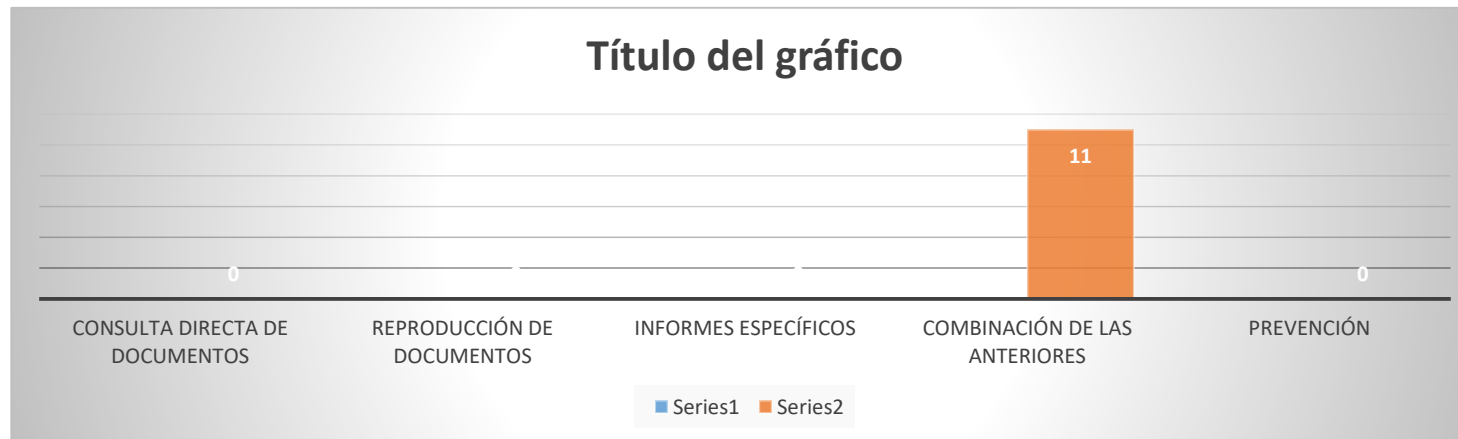 Título del gráfico
11
0
0
CONSULTA DIRECTA DE
DOCUMENTOS
REPRODUCCIÓN DE
DOCUMENTOS
INFORMES ESPECÍFICOS
COMBINACIÓN DE LAS
ANTERIORES
PREVENCIÓN
Series1
Series2